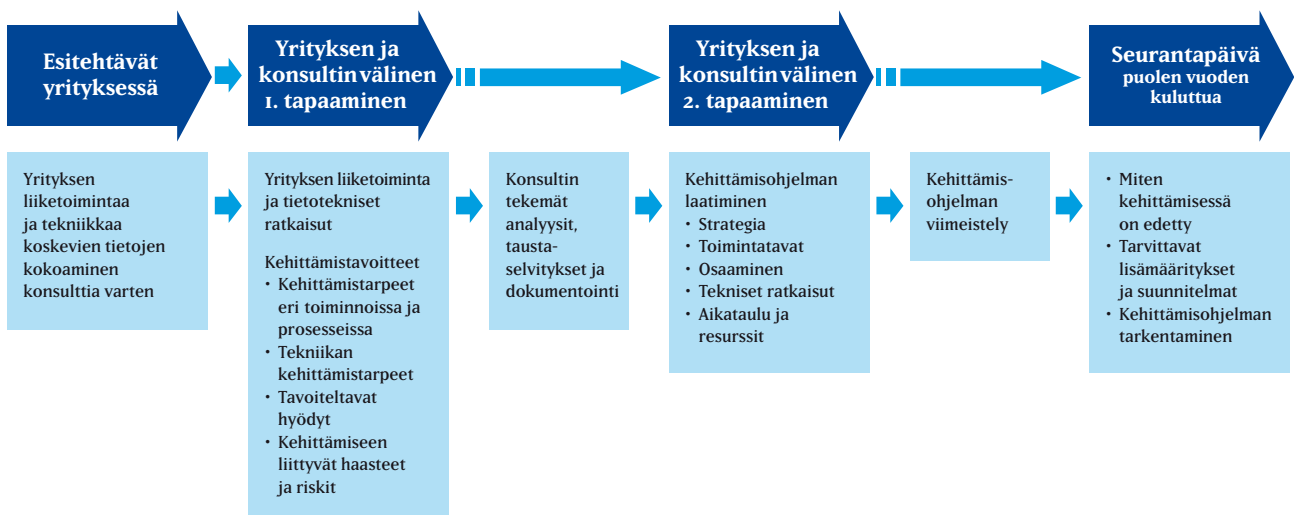 Esitehtävät
yrityksessä
Yrityksen ja
konsultin välinen
1. tapaaminen
Yrityksen ja
konsultin välinen
2. tapaaminen
Seurantapäivä
puolen vuoden
kuluttua
Yrityksen
liiketoimintaa
ja tekniikkaa
koskevien tietojen
kokoaminen
konsulttia varten
Yrityksen liiketoiminta
ja tietotekniset
ratkaisut
Kehittämistavoitteet
• Kehittämistarpeet
eri toiminnoissa ja
prosesseissa
• Tekniikan
kehittämistarpeet
• Tavoiteltavat
hyödyt
• Kehittämiseen
liittyvät haasteet
ja riskit
Konsultin
tekemät
analyysit,
tausta-
selvitykset ja
dokumentointi
Kehittämisohjelman
laatiminen
• Strategia
• Toimintatavat
• Osaaminen
• Tekniset ratkaisut
• Aikataulu ja
resurssit
Kehittämis-
ohjelman
viimeistely
• Miten
kehittämisessä
on edetty
• Tarvittavat
lisämääritykset
ja suunnitelmat
• Kehittämisohjelman
tarkentaminen